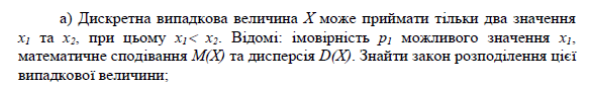 а) Дискретна випадкова величина X може приймати тільки два значення
x₁ та x₂, при цьому x₁< x₂. Відомі: імовірність p₁ можливого значення x₁,
математичне сподівання M(X) та дисперсія D(X). Знайти закон розподілення цієї
випадкової величини;